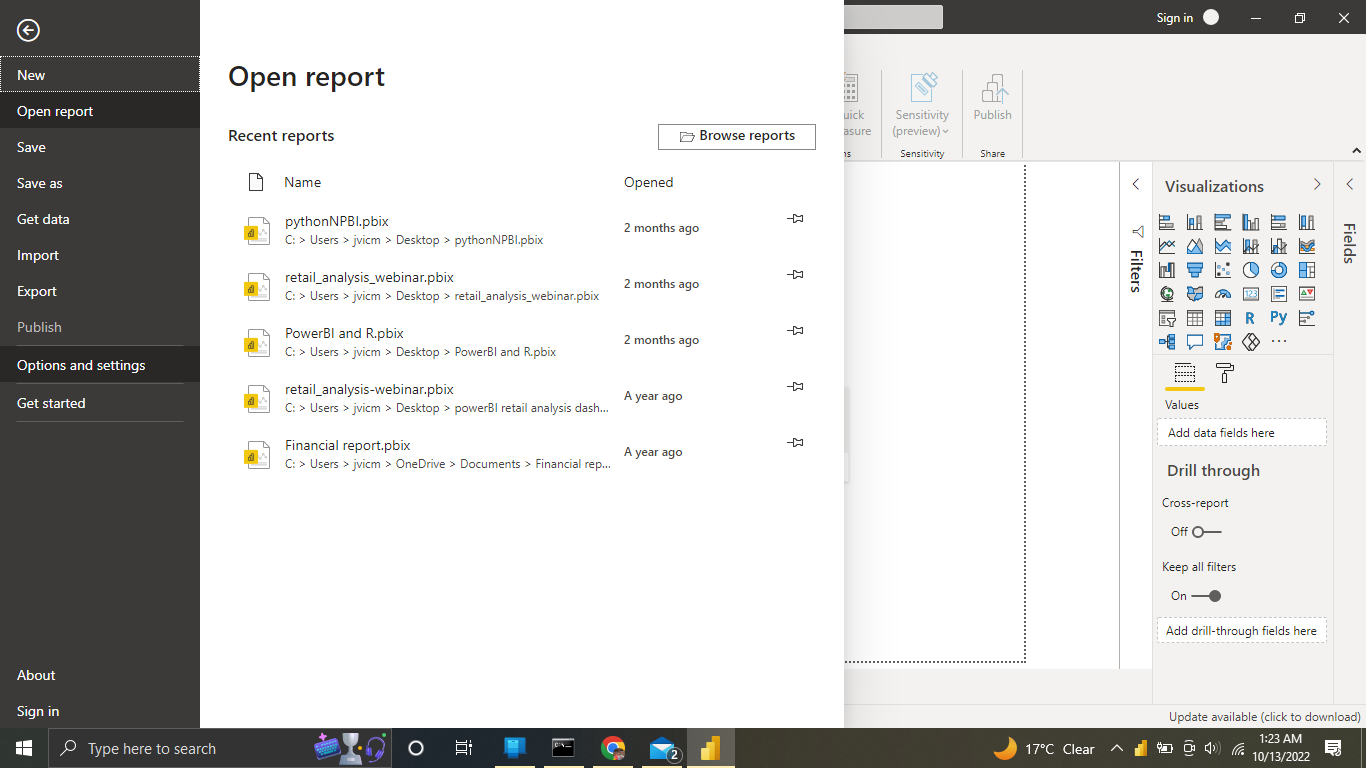 Sign in
New
Open report
Save
Save as
Get data
Import
Export
Publish
Options and settings
Get started
About
Sign in
Open report
Recent reports
Browse reports
Name Opened
pythonNPBI.pbix
C: > Users > jvicm > Desktop > pythonNPBI.pbix
2 months ago
retail_analysis_webinar.pbix
C: > Users > jvicm > Desktop > retail_analysis_webinar.pbix
2 months ago
PowerBI and R.pbix
C: > Users > jvicm > Desktop > PowerBI and R.pbix
2 months ago
retail_analysis-webinar.pbix
C: > Users > jvicm > Desktop > powerBI retail analysis dash...
A year ago
Financial report.pbix
C: > Users > jvicm > OneDrive > Documents > Financial rep...
A year ago
uick
asure
ns
Sensitivity
(preview)
Sensitivity
Publish
Share
Filters
Visualizations
123
R Py
Values
Add data fields here
Drill through
Cross-report
Off
Keep all filters
On
Add drill-through fields here
Fields
Update available (click to download)
Type here to search
2
17°C Clear
1:23 AM
10/13/2022